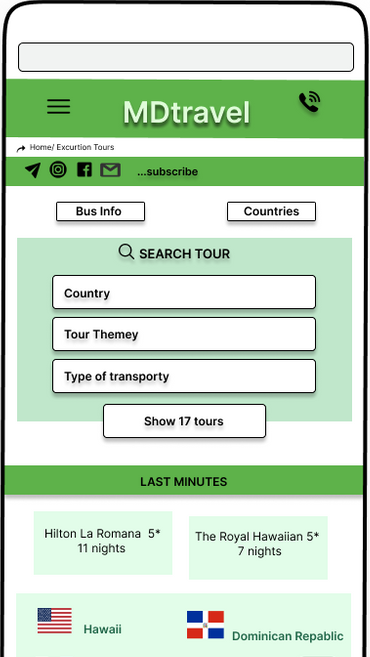 MDtravel
Home/ Excurtion Tours
...subscribe
Bus Info
Countries
SEARCH TOUR
Country
Tour Themey
Type of transporty
Show 17 tours
LAST MINUTES
Hilton La Romana 5*
11 nights
The Royal Hawaiian 5*
7 nights
Hawaii
Dominican Republic